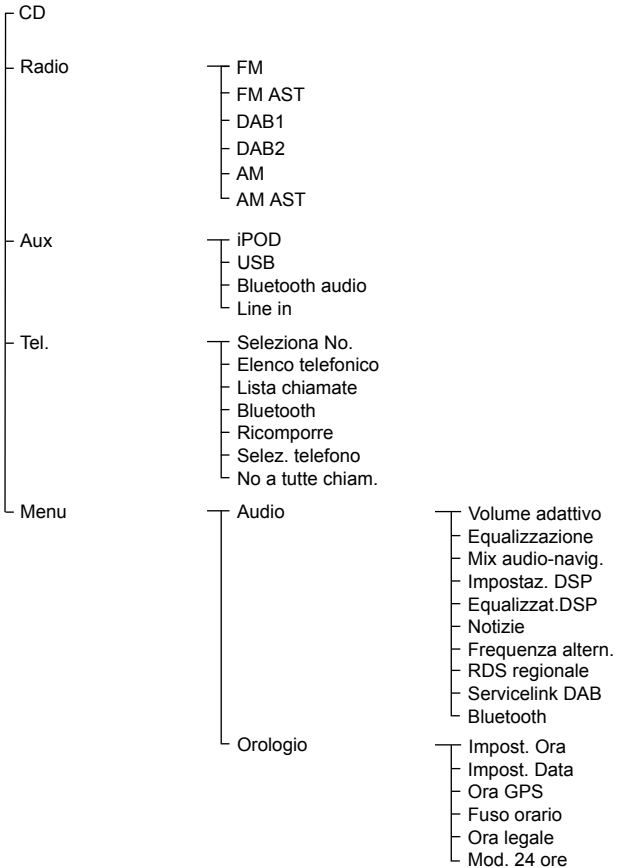 CD
Radio
FM
FM AST
DAB1
DAB2
AM
AM AST
Aux
iPOD
USB
Bluetooth audio
Line in
Tel.
Seleziona No.
Elenco telefonico
Lista chiamate
Bluetooth
Ricomporre
Selez. telefono
No a tutte chiam.
Menu
Audio
Volume adattivo
Equalizzazione
Mix audio-navig.
Impostaz. DSP
Equalizzat.DSP
Notizie
Frequenza altern.
RDS regionale
Servicelink DAB
Bluetooth
Orologio
Impost. Ora
Impost. Data
Ora GPS
Fuso orario
Ora legale
Mod. 24 ore